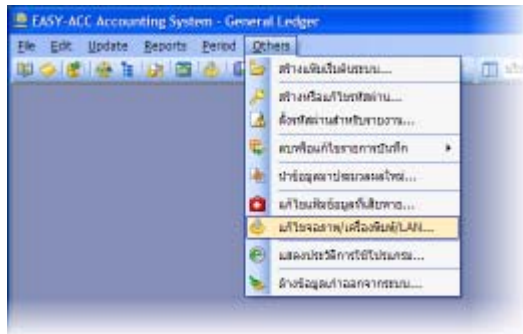 EASY-ACC Accounting System - General Ledger
File Edit Update Reports Period Others
สร้างแฟ้มเริ่มต้นระบบ...
สร้างหรือแก้ไขรหัสผ่าน...
ตั้งรหัสผ่านสำหรับรายงาน...
ลบหรือแก้ไขรายการบันทึก
นำข้อมูลมาประมวลผลใหม่...
แก้ไขแฟ้มข้อมูลที่เสียหาย...
แก้ไขจอภาพ/เครื่องพิมพ์/LAN...
แสดงประวัติการใช้โปรแกรม...
ล้างข้อมูลเก่าออกจากระบบ...